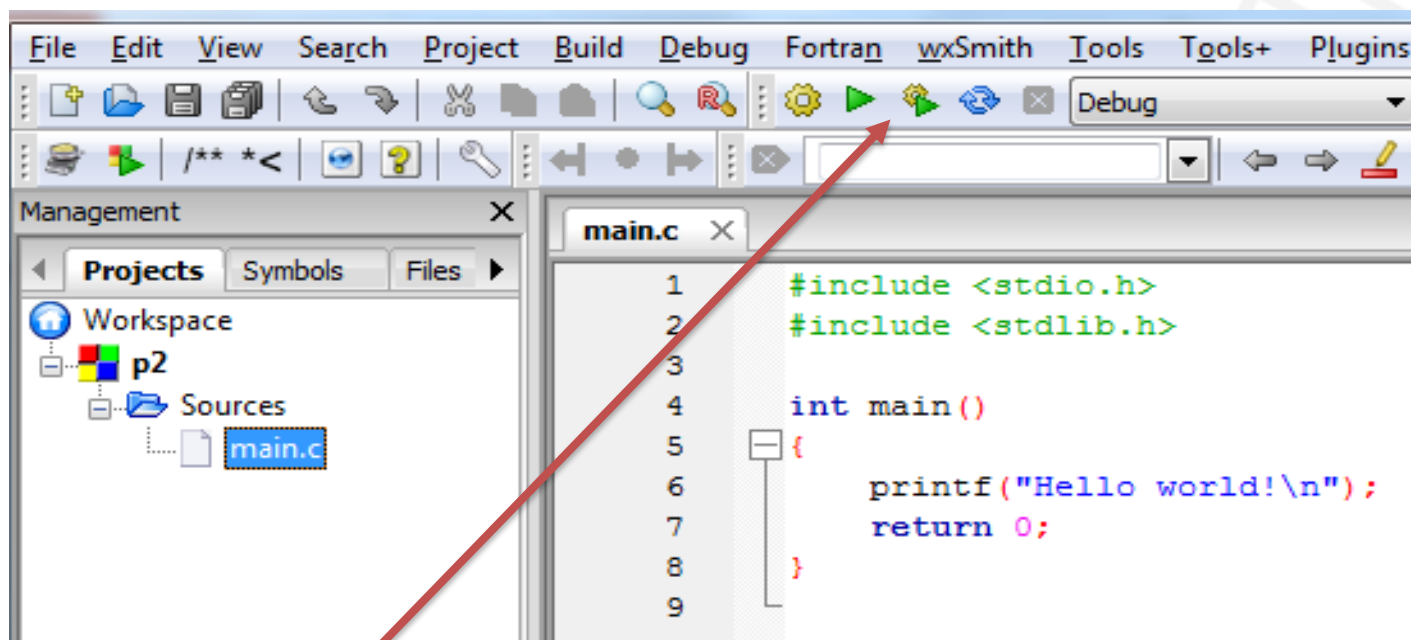 File Edit View Search Project Build Debug Fortran wxSmith Tools Tools+ Plugins
Debug
/** *<
Management
main.c
Projects Symbols Files
Workspace
p2
Sources
main.c
1 #include <stdio.h>
2 #include <stdlib.h>
3
4 int main()
5 {
6 printf("Hello world!\n");
7 return 0;
8 }
9